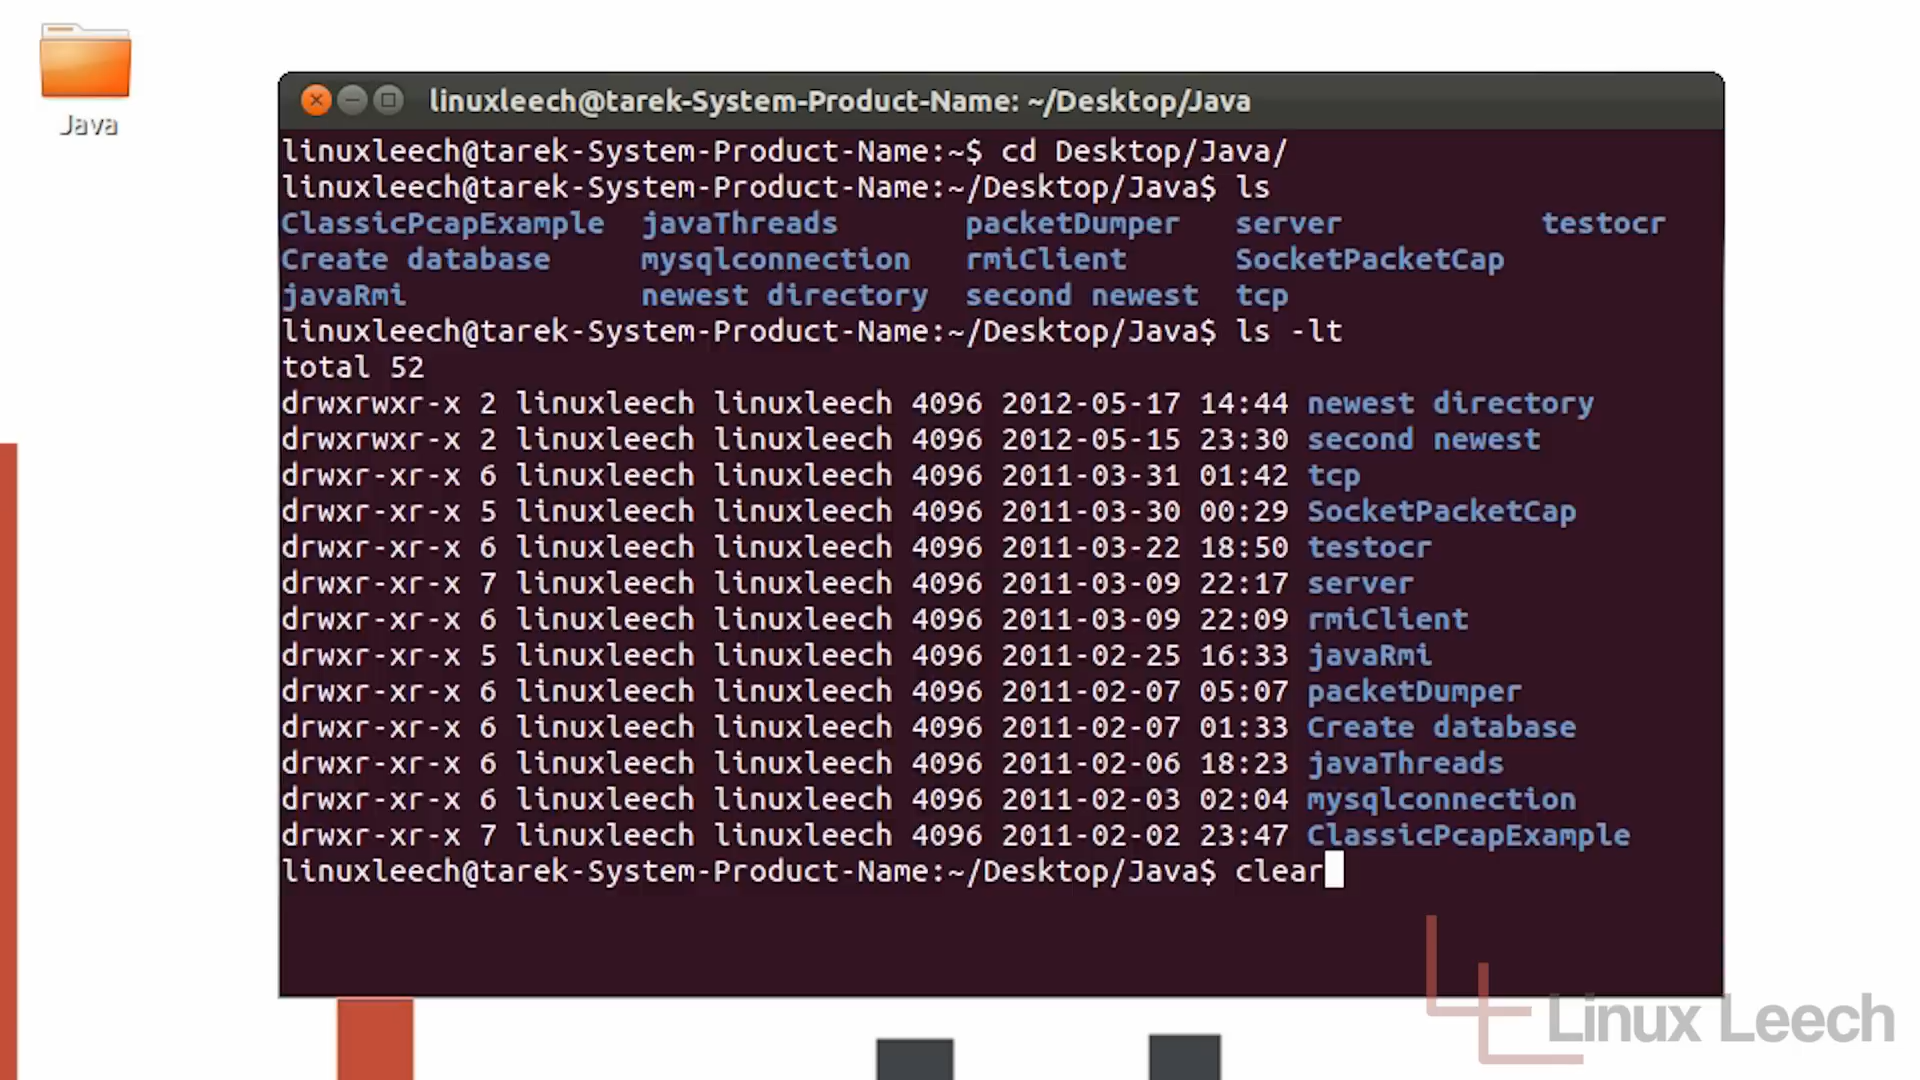 Java
linuxleech@tarek-System-Product-Name: ~/Desktop/Java
linuxleech@tarek-System-Product-Name:~$ cd Desktop/Java/
linuxleech@tarek-System-Product-Name:~/Desktop/Java$ ls
ClassicPcapExample  javaThreads       packetDumper   server         testocr
Create database     mysqlconnection   rmiClient      SocketPacketCap
javaRmi             newest directory  second newest  tcp
linuxleech@tarek-System-Product-Name:~/Desktop/Java$ ls -lt
total 52
drwxrwxr-x 2 linuxleech linuxleech 4096 2012-05-17 14:44 newest directory
drwxrwxr-x 2 linuxleech linuxleech 4096 2012-05-15 23:30 second newest
drwxr-xr-x 6 linuxleech linuxleech 4096 2011-03-31 01:42 tcp
drwxr-xr-x 5 linuxleech linuxleech 4096 2011-03-30 00:29 SocketPacketCap
drwxr-xr-x 6 linuxleech linuxleech 4096 2011-03-22 18:50 testocr
drwxr-xr-x 7 linuxleech linuxleech 4096 2011-03-09 22:17 server
drwxr-xr-x 6 linuxleech linuxleech 4096 2011-03-09 22:09 rmiClient
drwxr-xr-x 5 linuxleech linuxleech 4096 2011-02-25 16:33 javaRmi
drwxr-xr-x 6 linuxleech linuxleech 4096 2011-02-07 05:07 packetDumper
drwxr-xr-x 6 linuxleech linuxleech 4096 2011-02-07 01:33 Create database
drwxr-xr-x 6 linuxleech linuxleech 4096 2011-02-06 18:23 javaThreads
drwxr-xr-x 6 linuxleech linuxleech 4096 2011-02-03 02:04 mysqlconnection
drwxr-xr-x 7 linuxleech linuxleech 4096 2011-02-02 23:47 ClassicPcapExample
linuxleech@tarek-System-Product-Name:~/Desktop/Java$ clear
Linux Leech